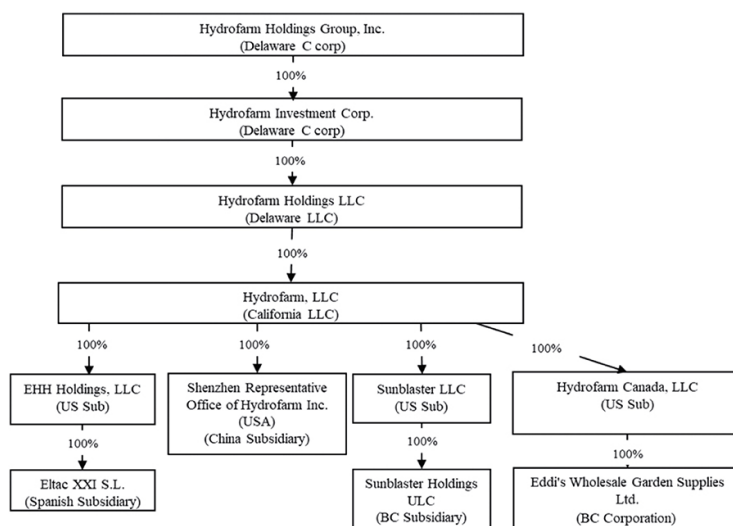 Hydrofarm Holdings Group, Inc.
(Delaware C corp)
100%
Hydrofarm Investment Corp.
(Delaware C corp)
100%
Hydrofarm Holdings LLC
(Delaware LLC)
100%
Hydrofarm, LLC
(California LLC)
100%
100%
100%
100%
EHH Holdings, LLC
(US Sub)
Shenzhen Representative
Office of Hydrofarm Inc.
(USA)
(China Subsidiary)
Sunblaster LLC
(US Sub)
Hydrofarm Canada, LLC
(US Sub)
100%
100%
100%
Eltac XXI S.L.
(Spanish Subsidiary)
Sunblaster Holdings
ULC
(BC Subsidiary)
Eddi's Wholesale Garden Supplies
Ltd.
(BC Corporation)